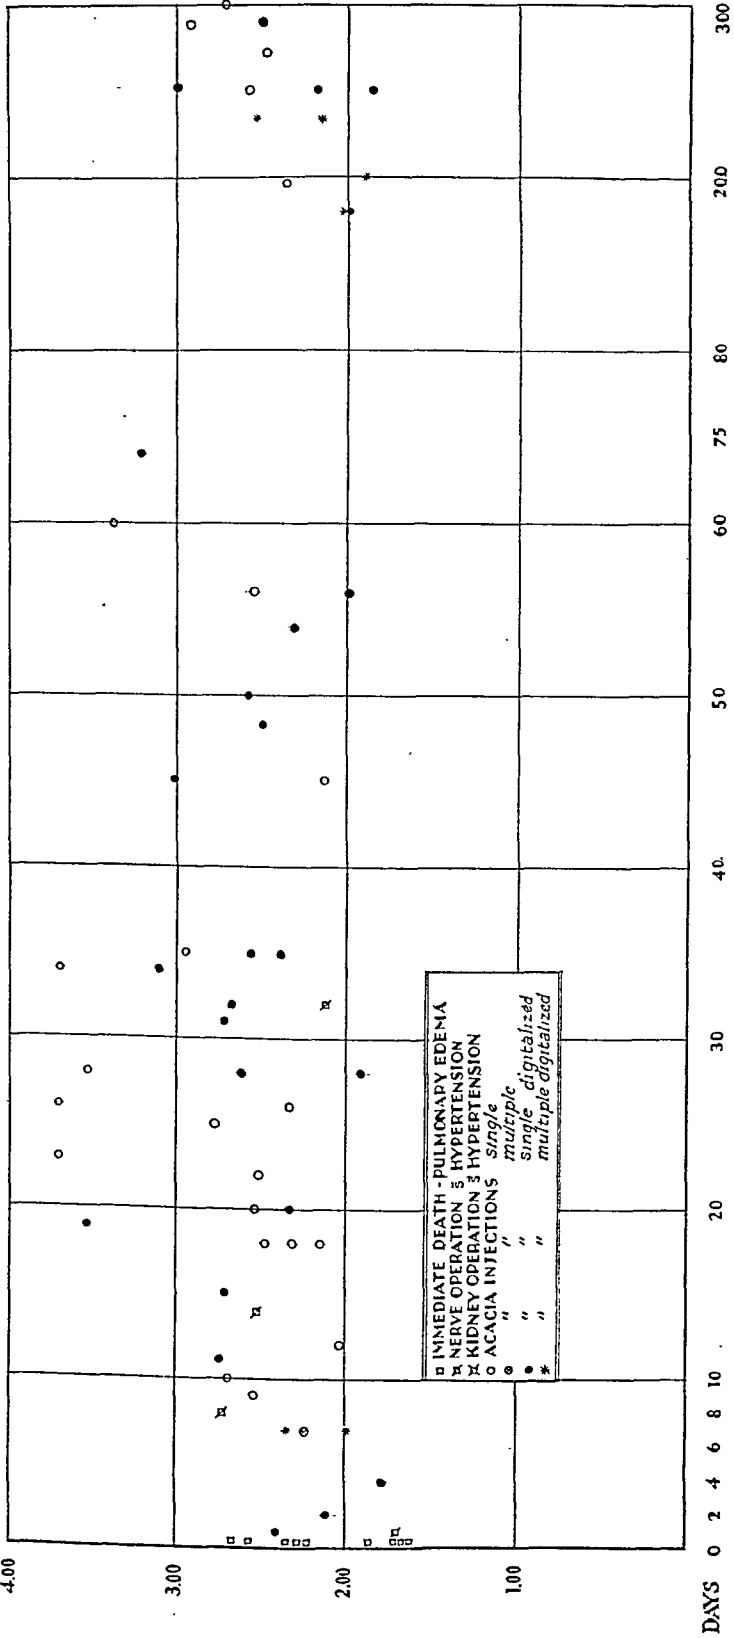 4.00
3.00
2.00
1.00
DAYS
0 2 4 6 8 10 20 30 40 50 60 75 80 200 300
IMMEDIATE DEATH - PULMONARY EDEMA
NERVE OPERATION s̄ HYPERTENSION
KIDNEY OPERATION s̄ HYPERTENSION
ACACIA INJECTIONS single
" " multiple
" " single digitalized
" " multiple digitalized